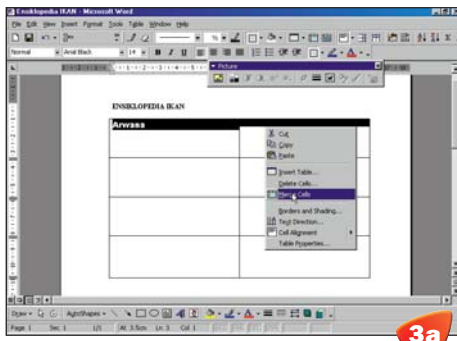 Ensiklopedia IKAN - Microsoft Word
File Edit View Insert Format Tools Table Window Help
Normal Arial Black 14 B I U
Picture
ENSIKLOPEDIA IKAN
Arwana
Cut
Copy
Paste
Insert Table...
Delete Cells...
Merge Cells
Borders and Shading...
Text Direction...
Cell Alignment
Table Properties...
Draw AutoShapes
Page 1 Sec 1 1/1 At 3.5cm Ln 3 Col 1
3a